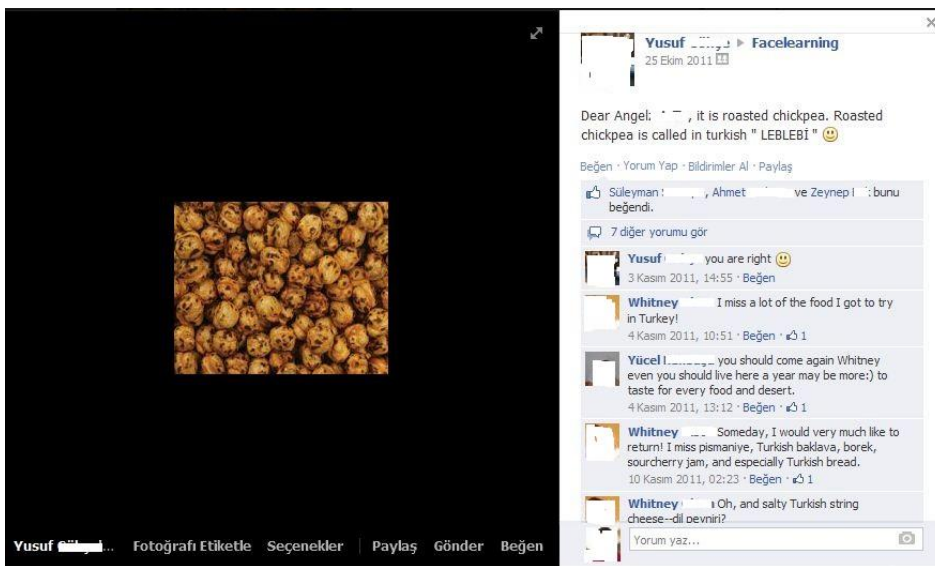 Yusuf ▸ Facelearning
25 Ekim 2011
Dear Angel , it is roasted chickpea. Roasted
chickpea is called in turkish " LEBLEBİ "
Beğen · Yorum Yap · Bildirimler Al · Paylaş
Süleyman , Ahmet ve Zeynep bunu
beğendi.
7 diğer yorumu gör
Yusuf you are right
3 Kasım 2011, 14:55 · Beğen
Whitney I miss a lot of the food I got to try
in Turkey!
4 Kasım 2011, 10:51 · Beğen · 1
Yücel you should come again Whitney
even you should live here a year may be more:) to
taste for every food and desert.
4 Kasım 2011, 13:12 · Beğen · 1
Whitney Someday, I would very much like to
return! I miss pismaniye, Turkish baklava, borek,
sourcherry jam, and especially Turkish bread.
10 Kasım 2011, 02:23 · Beğen · 1
Whitney Oh, and salty Turkish string
cheese--dil peyniri?
Yorum yaz...
Yusuf ... Fotoğrafı Etiketle Seçenekler Paylaş Gönder Beğen